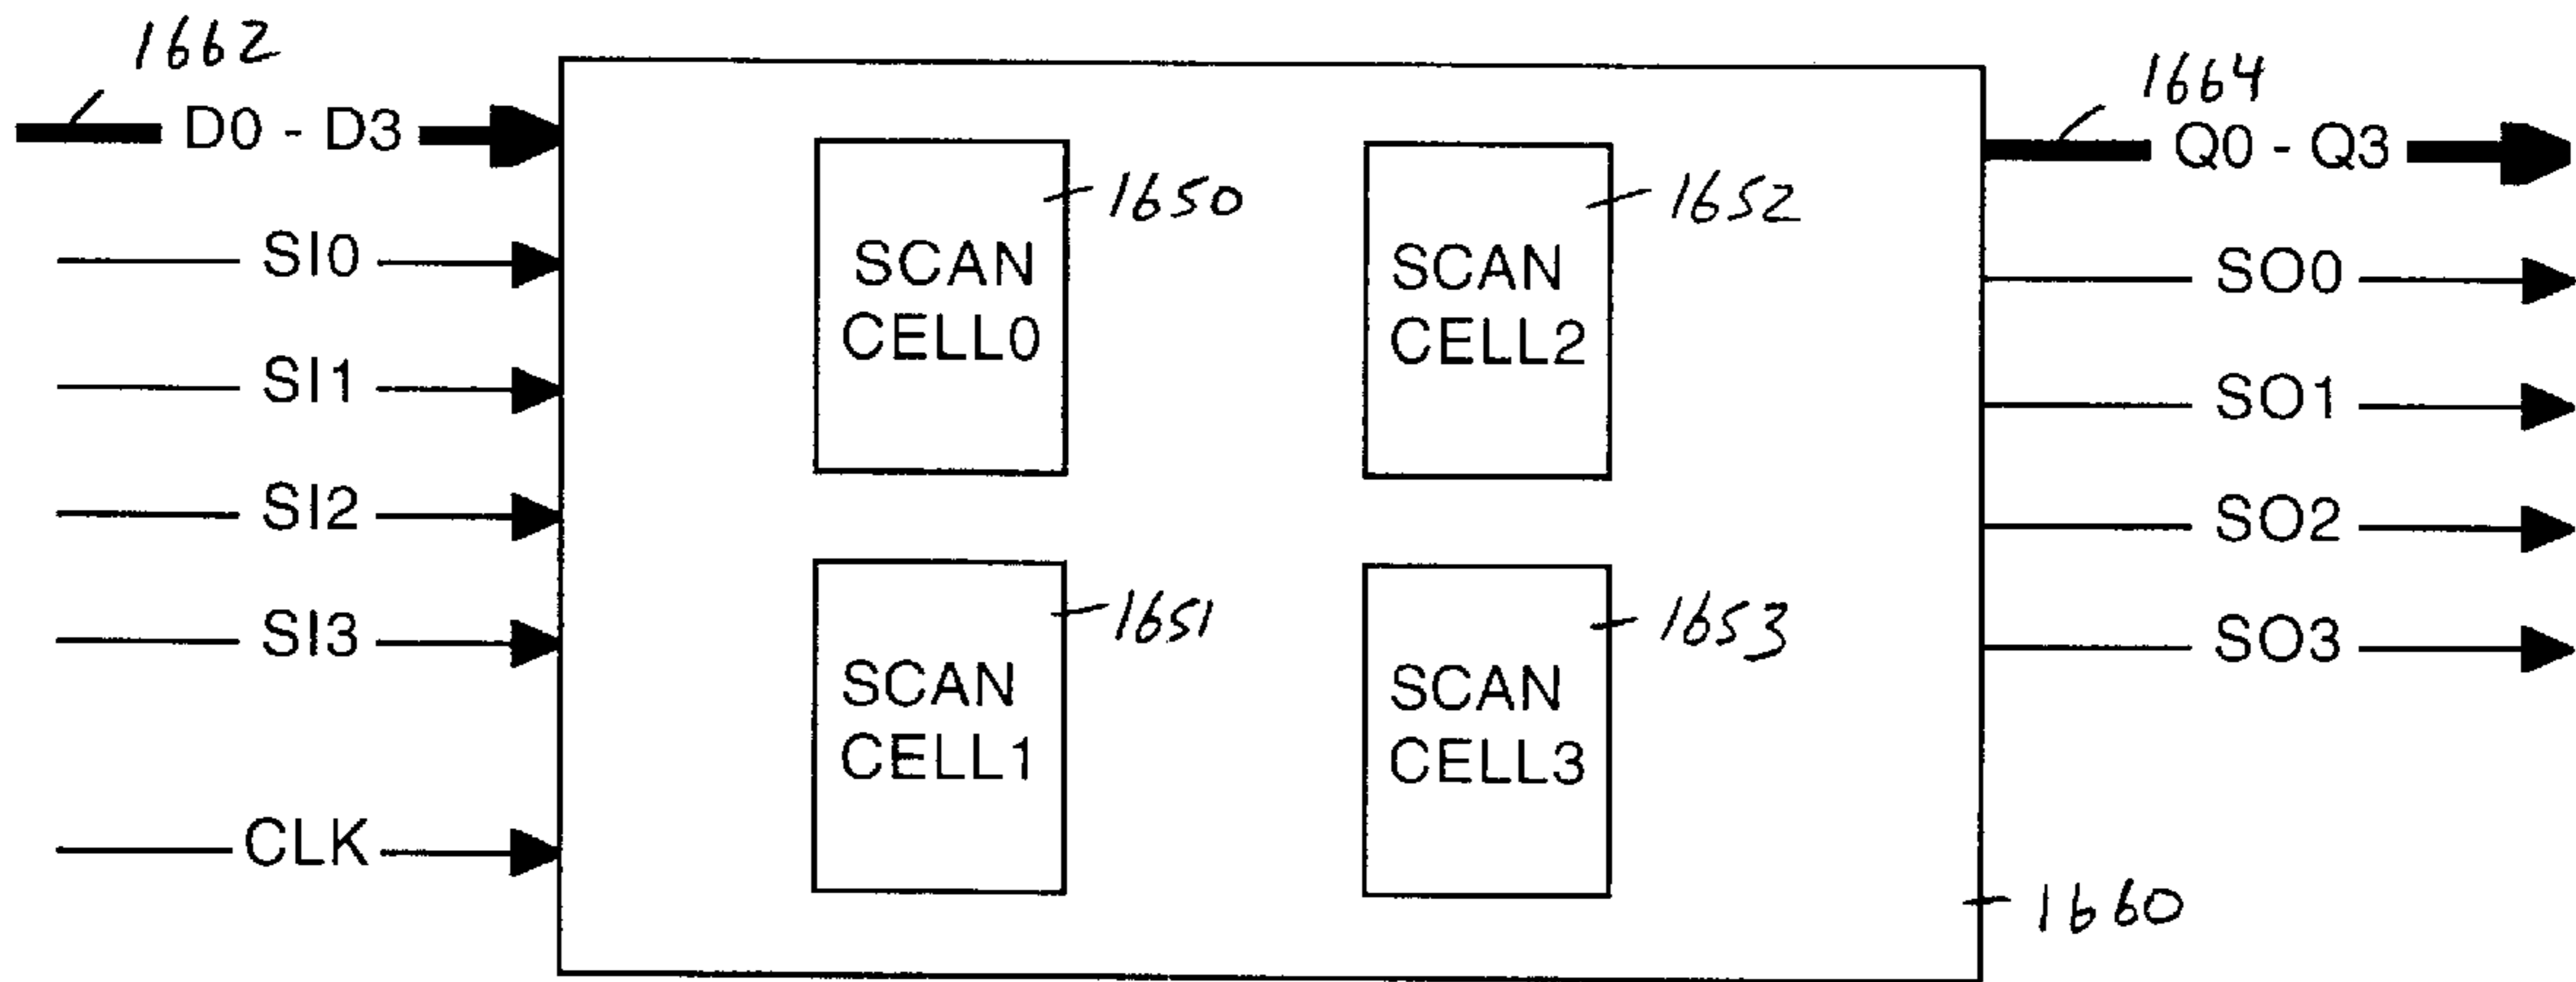 1662
D0 - D3
SI0
SI1
SI2
SI3
CLK
SCAN
CELL0
1650
SCAN
CELL2
1652
SCAN
CELL1
1651
SCAN
CELL3
1653
1664
Q0 - Q3
SO0
SO1
SO2
SO3
1660